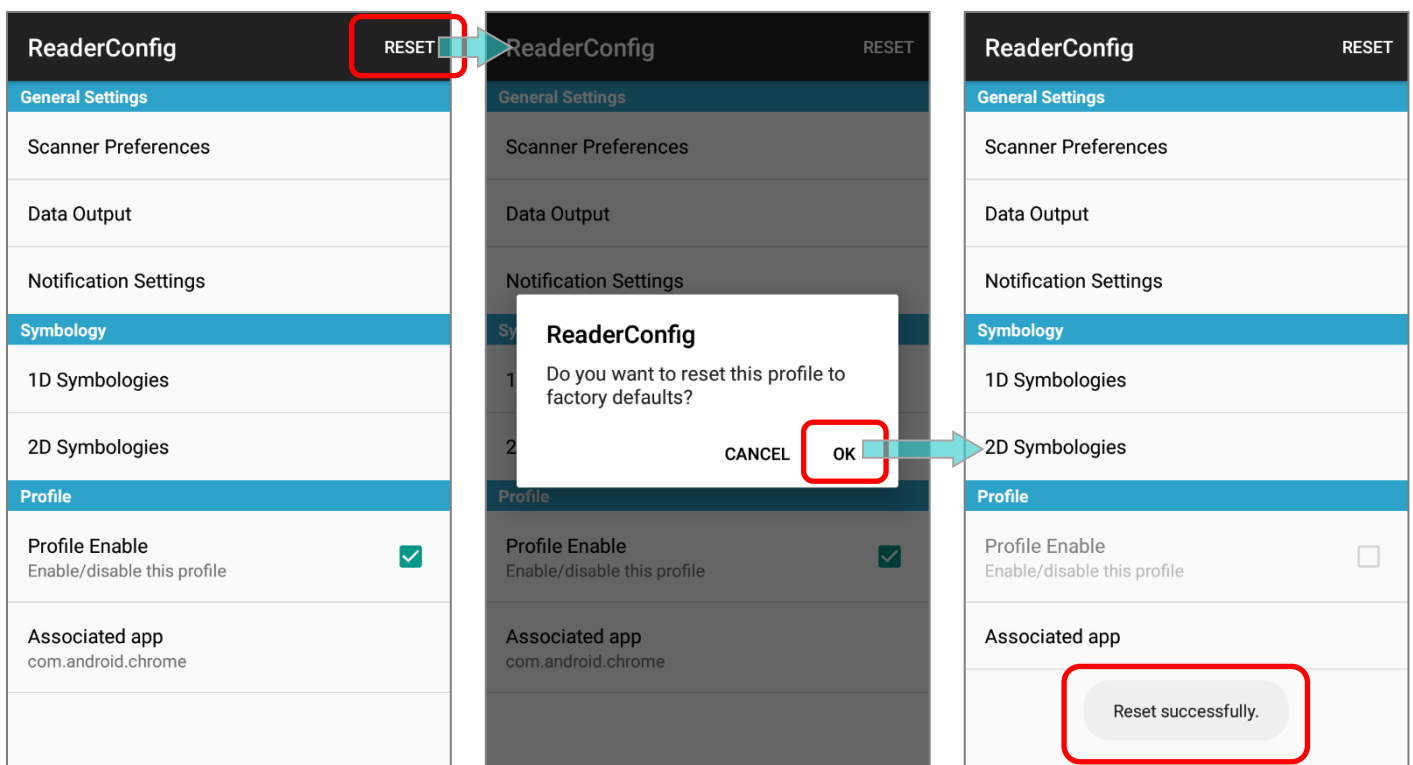 ReaderConfig RESET
General Settings
Scanner Preferences
Data Output
Notification Settings
Symbology
1D Symbologies
2D Symbologies
Profile
Profile Enable
Enable/disable this profile
Associated app
com.android.chrome
ReaderConfig RESET
General Settings
Scanner Preferences
Data Output
Notification Settings
Sy
1
2
ReaderConfig
Do you want to reset this profile to
factory defaults?
CANCEL OK
Profile
Profile Enable
Enable/disable this profile
Associated app
com.android.chrome
ReaderConfig RESET
General Settings
Scanner Preferences
Data Output
Notification Settings
Symbology
1D Symbologies
2D Symbologies
Profile
Profile Enable
Enable/disable this profile
Associated app
Reset successfully.